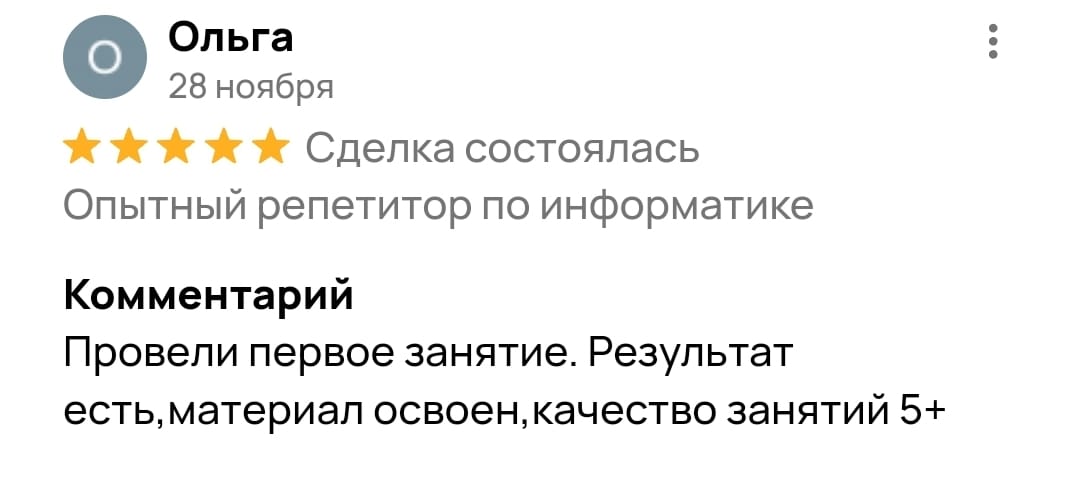 О
Ольга
28 ноября
Сделка состоялась
Опытный репетитор по информатике
Комментарий
Провели первое занятие. Результат
есть,материал освоен,качество занятий 5+